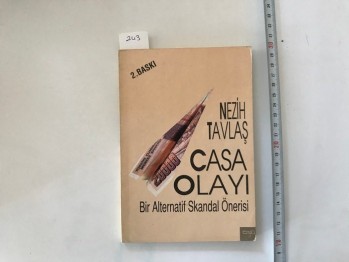 243
2.BASKI
NEZİH
TAVLAŞ
CASA
OLAYI
Bir Alternatif Skandal Önerisi